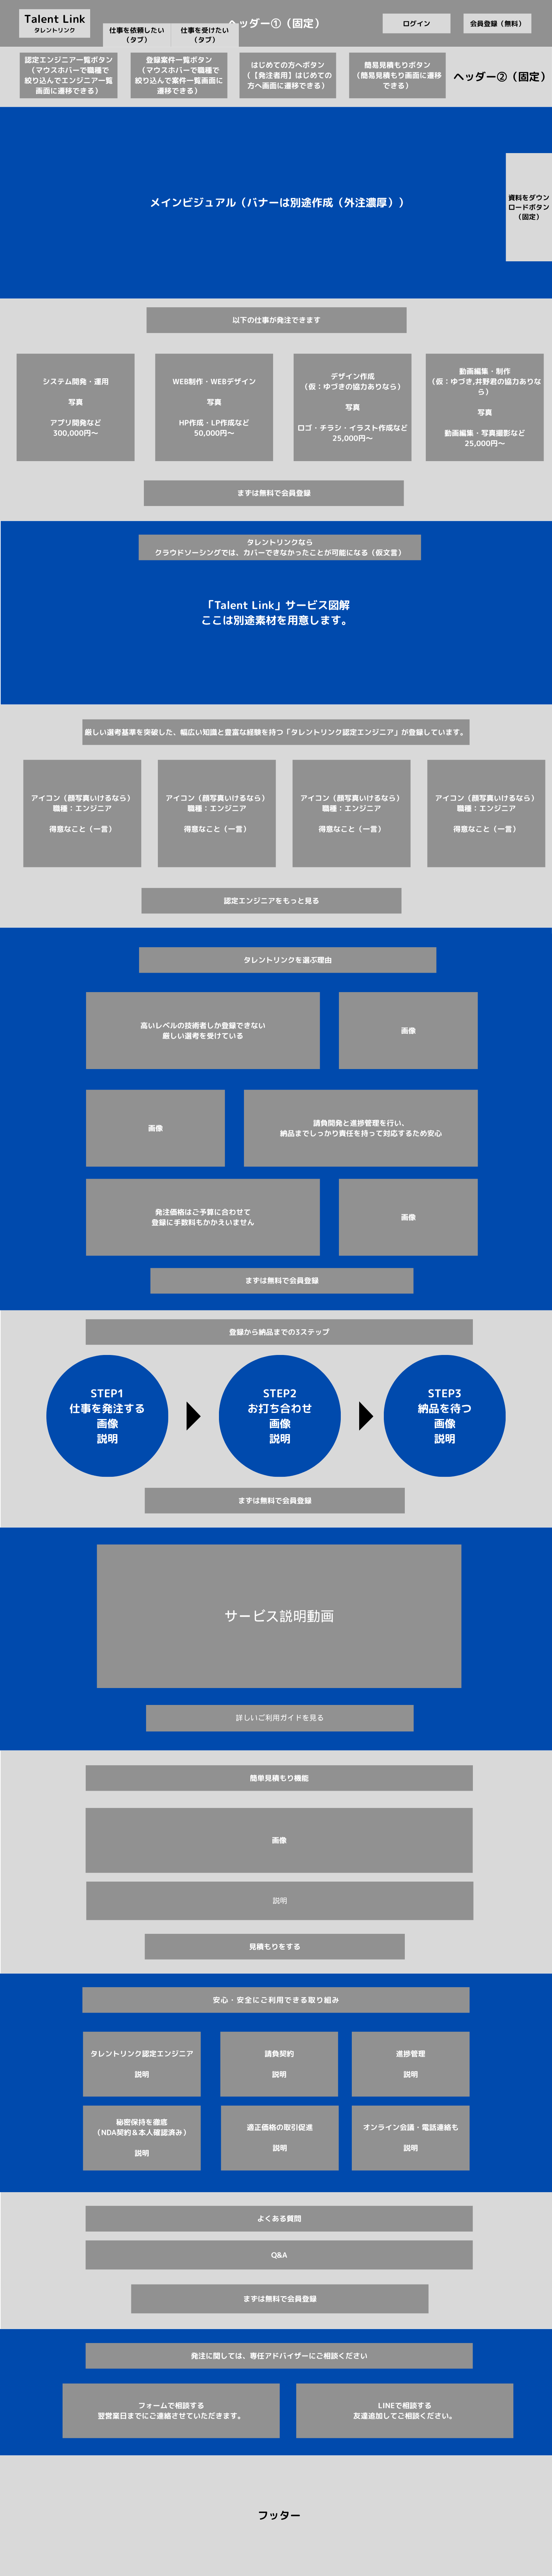 Talent Link
タレントリンク
仕事を依頼したい
（タブ）
仕事を受けたい
（タブ）
ヘッダー①（固定）
ログイン
会員登録（無料）
認定エンジニア一覧ボタン
（マウスホバーで職種で
絞り込んでエンジニア一覧
画面に遷移できる）
登録案件一覧ボタン
（マウスホバーで職種で
絞り込んで案件一覧画面に
遷移できる）
はじめての方へボタン
（【発注者用】はじめての
方へ画面に遷移できる）
簡易見積もりボタン
（簡易見積もり画面に遷移
できる）
ヘッダー②（固定）
メインビジュアル（バナーは別途作成（外注濃厚））
資料をダウン
ロードボタン
（固定）
以下の仕事が発注できます
システム開発・運用
写真
アプリ開発など
300,000円〜
WEB制作・WEBデザイン
写真
HP作成・LP作成など
50,000円〜
デザイン作成
（仮：ゆづきの協力ありなら）
写真
ロゴ・チラシ・イラスト作成など
25,000円〜
動画編集・制作
（仮：ゆづき,井野君の協力ありな
ら）
写真
動画編集・写真撮影など
25,000円〜
まずは無料で会員登録
タレントリンクなら
クラウドソーシングでは、カバーできなかったことが可能になる（仮文言）
「Talent Link」サービス図解
ここは別途素材を用意します。
厳しい選考基準を突破した、幅広い知識と豊富な経験を持つ「タレントリンク認定エンジニア」が登録しています。
アイコン（顔写真いけるなら）
職種：エンジニア
得意なこと（一言）
アイコン（顔写真いけるなら）
職種：エンジニア
得意なこと（一言）
アイコン（顔写真いけるなら）
職種：エンジニア
得意なこと（一言）
アイコン（顔写真いけるなら）
職種：エンジニア
得意なこと（一言）
認定エンジニアをもっと見る
タレントリンクを選ぶ理由
高いレベルの技術者しか登録できない
厳しい選考を受けている
画像
画像
請負開発と進捗管理を行い、
納品までしっかり責任を持って対応するため安心
発注価格はご予算に合わせて
登録に手数料もかかえいません
画像
まずは無料で会員登録
登録から納品までの3ステップ
STEP1
仕事を発注する
画像
説明
STEP2
お打ち合わせ
画像
説明
STEP3
納品を待つ
画像
説明
まずは無料で会員登録
サービス説明動画
詳しいご利用ガイドを見る
簡単見積もり機能
画像
説明
見積もりをする
安心・安全にご利用できる取り組み
タレントリンク認定エンジニア
説明
請負契約
説明
進捗管理
説明
秘密保持を徹底
（NDA契約＆本人確認済み）
説明
適正価格の取引促進
説明
オンライン会議・電話連絡も
説明
よくある質問
Q&A
まずは無料で会員登録
発注に関しては、専任アドバイザーにご相談ください
フォームで相談する
翌営業日までにご連絡させていただきます。
LINEで相談する
友達追加してご相談ください。
フッター